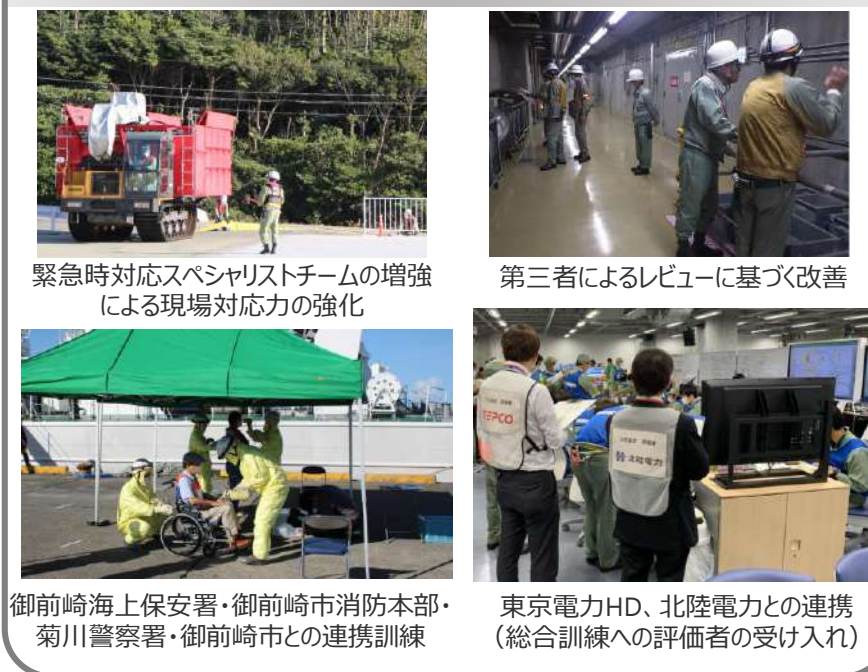 緊急時対応スペシャリストチームの増強
による現場対応力の強化
第三者によるレビューに基づく改善
TEPCO
北陸電力
御前崎海上保安署・御前崎市消防本部・
菊川警察署・御前崎市との連携訓練
東京電力HD、北陸電力との連携
（総合訓練への評価者の受け入れ）